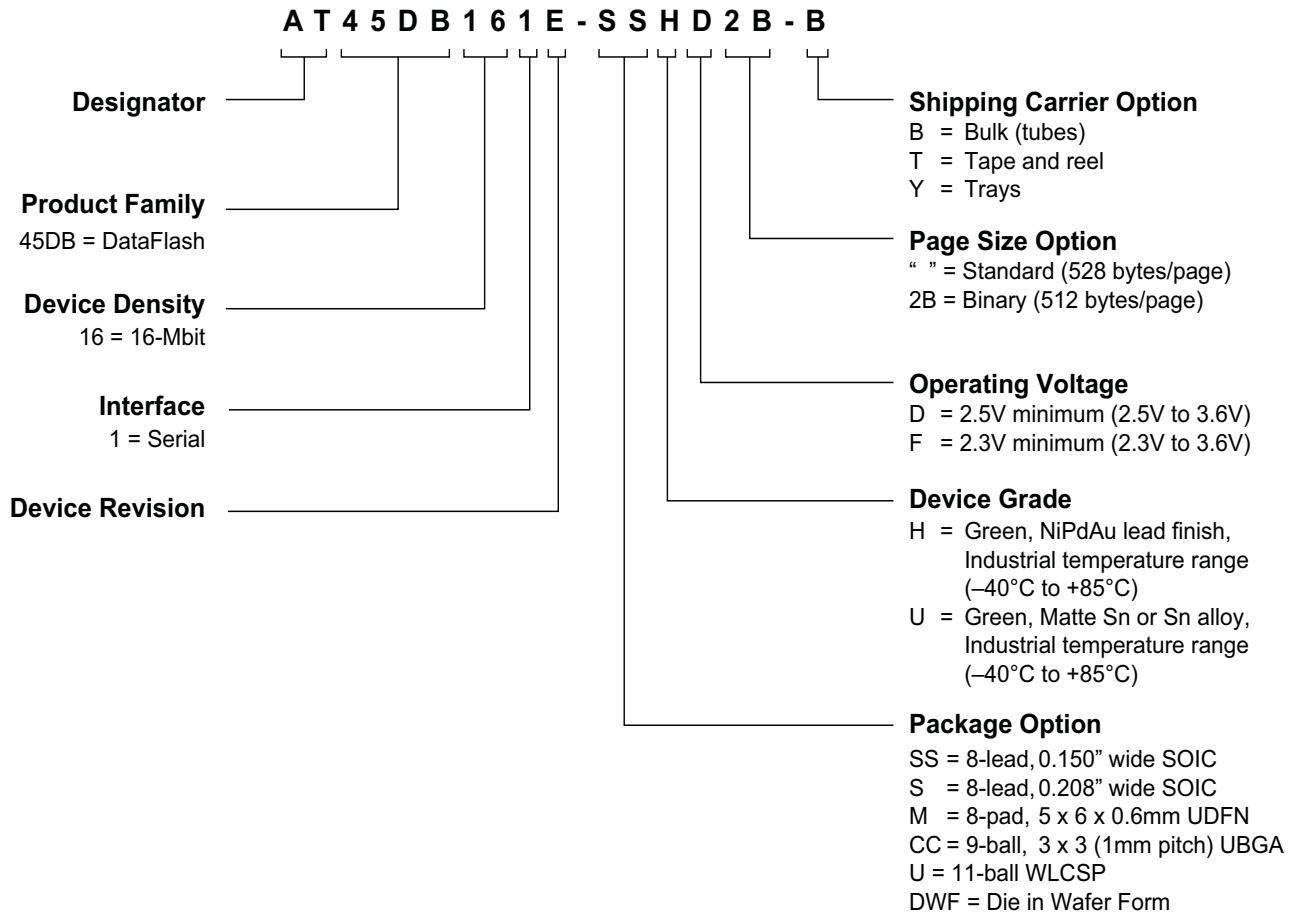 AT45DB161E-SSHD2B-B
Designator
Product Family
45DB = DataFlash
Device Density
16 = 16-Mbit
Interface
1 = Serial
Device Revision
Shipping Carrier Option
B = Bulk (tubes)
T = Tape and reel
Y = Trays
Page Size Option
“ ” = Standard (528 bytes/page)
2B = Binary (512 bytes/page)
Operating Voltage
D = 2.5V minimum (2.5V to 3.6V)
F = 2.3V minimum (2.3V to 3.6V)
Device Grade
H = Green, NiPdAu lead finish,
Industrial temperature range
(–40°C to +85°C)
U = Green, Matte Sn or Sn alloy,
Industrial temperature range
(–40°C to +85°C)
Package Option
SS = 8-lead, 0.150” wide SOIC
S = 8-lead, 0.208” wide SOIC
M = 8-pad, 5 x 6 x 0.6mm UDFN
CC = 9-ball, 3 x 3 (1mm pitch) UBGA
U = 11-ball WLCSP
DWF = Die in Wafer Form